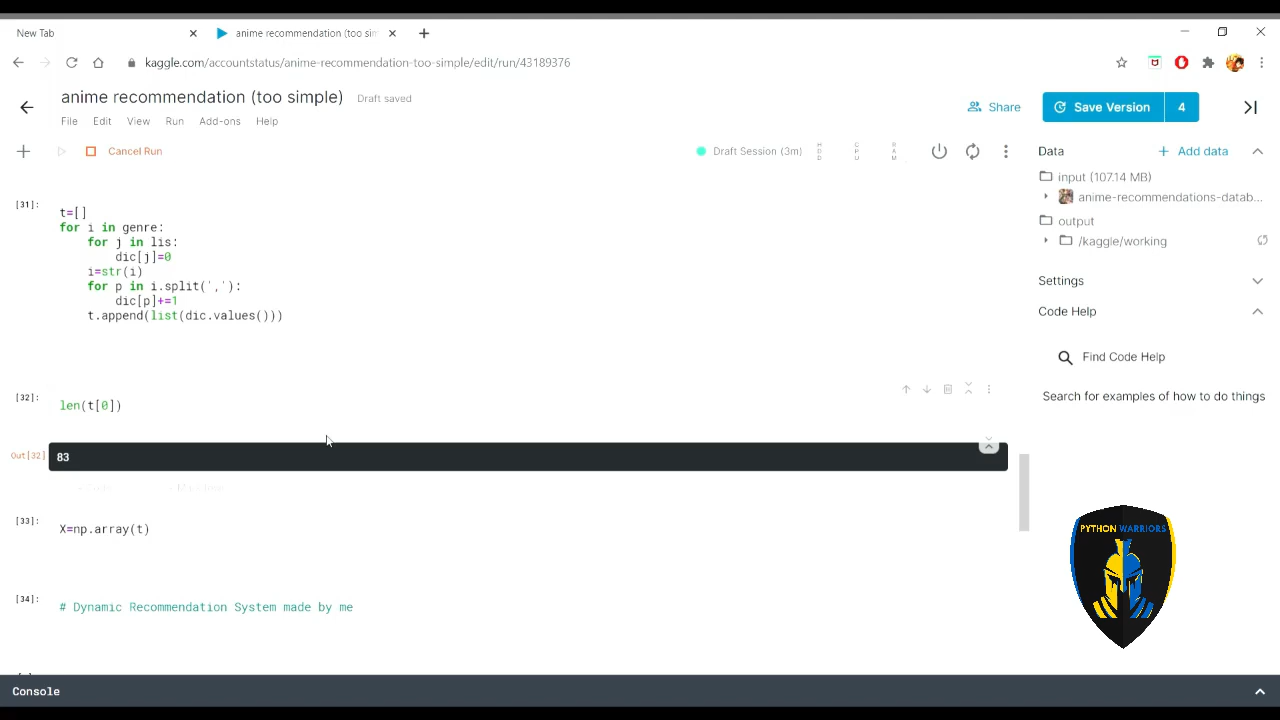 New Tab
anime recommendation (too sim
kaggle.com/accountstatus/anime-recommendation-too-simple/edit/run/43189376
anime recommendation (too simple) Draft saved
File Edit View Run Add-ons Help
Share
Save Version 4
Cancel Run
Draft Session (3m)
HDD
CPU
RAM
Data
Add data
input (107.14 MB)
anime-recommendations-datab...
output
/kaggle/working
Settings
Code Help
Find Code Help
Search for examples of how to do things
[31]:
t=[]
for i in genre:
    for j in lis:
        dic[j]=0
    i=str(i)
    for p in i.split(','):
        dic[p]+=1
    t.append(list(dic.values()))
[32]:
len(t[0])
Out[32]
83
[33]:
X=np.array(t)
[34]:
# Dynamic Recommendation System made by me
PYTHON WARRIORS
Console